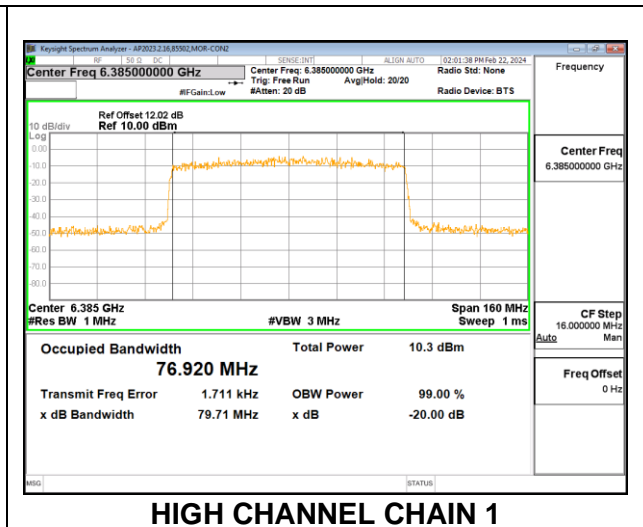 Keysight Spectrum Analyzer - AP2023.2.16,85502,MOR-CON2
RF 50 Ω DC SENSE:INT ALIGN AUTO 02:01:38 PM Feb 22, 2024
Center Freq 6.385000000 GHz
Center Freq: 6.385000000 GHz
Radio Std: None
Trig: Free Run Avg|Hold: 20/20
#IFGain:Low #Atten: 20 dB Radio Device: BTS
Frequency
Ref Offset 12.02 dB
10 dB/div Ref 10.00 dBm
Log
0.00
-10.0
-20.0
-30.0
-40.0
-50.0
-60.0
-70.0
-80.0
Center 6.385 GHz Span 160 MHz
#Res BW 1 MHz #VBW 3 MHz Sweep 1 ms
Occupied Bandwidth Total Power 10.3 dBm
76.920 MHz
Transmit Freq Error 1.711 kHz OBW Power 99.00 %
x dB Bandwidth 79.71 MHz x dB -20.00 dB
Center Freq
6.385000000 GHz
CF Step
16.000000 MHz
Auto Man
Freq Offset
0 Hz
MSG STATUS
HIGH CHANNEL CHAIN 1